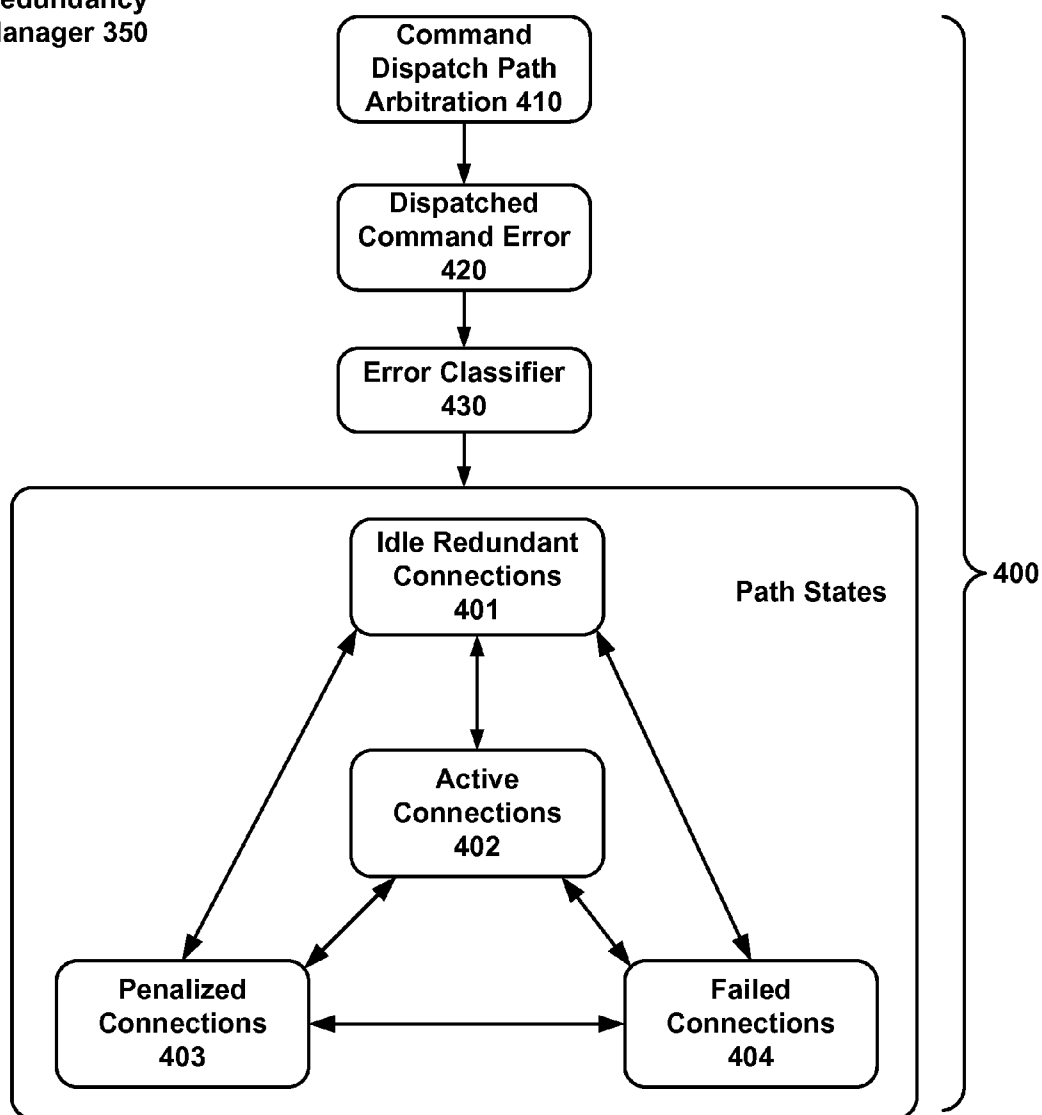 edundancy
anager 350
Command
Dispatch Path
Arbitration 410
Dispatched
Command Error
420
Error Classifier
430
Idle Redundant
Connections
401
Path States
400
Active
Connections
402
Penalized
Connections
403
Failed
Connections
404